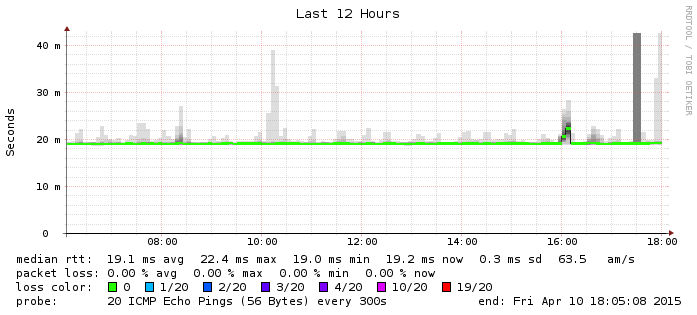 Last 12 Hours
RRDTOOL / TOBI OETIKER
Seconds
40 m
30 m
20 m
10 m
0
08:00 10:00 12:00 14:00 16:00 18:00
median rtt: 19.1 ms avg 22.4 ms max 19.0 ms min 19.2 ms now 0.3 ms sd 63.5 am/s
packet loss: 0.00 % avg 0.00 % max 0.00 % min 0.00 % now
loss color: 0 1/20 2/20 3/20 4/20 10/20 19/20
probe: 20 ICMP Echo Pings (56 Bytes) every 300s end: Fri Apr 10 18:05:08 2015